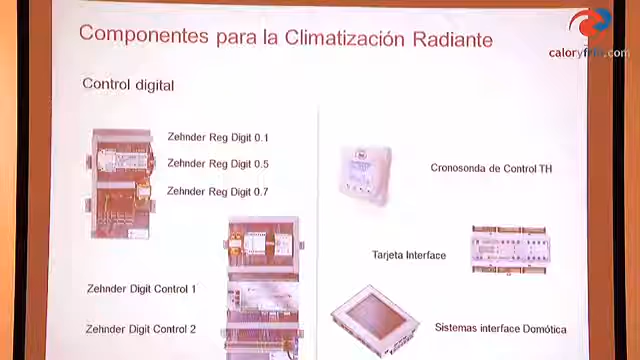 Componentes para la Climatización Radiante
caloryfrio.com
Control digital
Zehnder Reg Digit 0.1
Zehnder Reg Digit 0.5
Zehnder Reg Digit 0.7
Zehnder Digit Control 1
Zehnder Digit Control 2
Cronosonda de Control TH
Tarjeta Interface
Sistemas interface Domótica